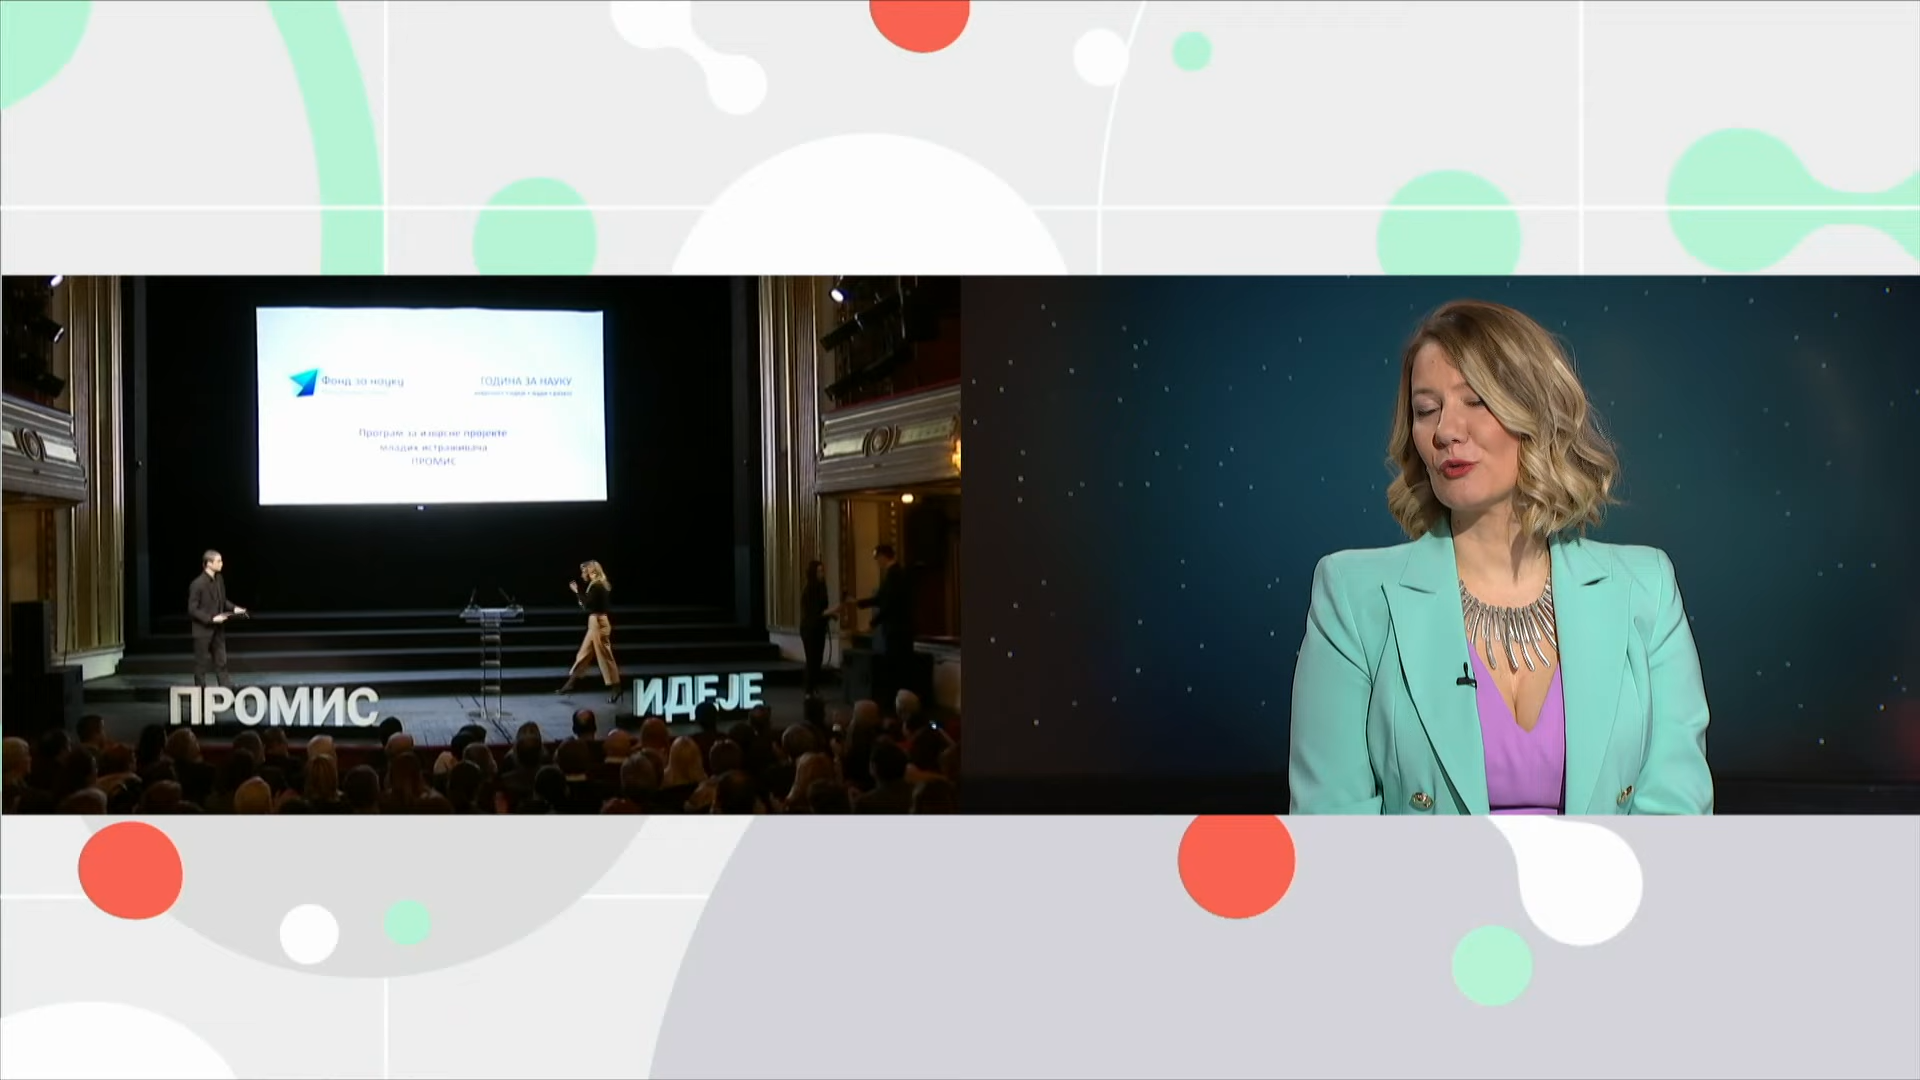 Фонд за науку
ГОДИНА ЗА НАУКУ
Програм за изврсне пројекте
младих истраживача
ПРОМИС
ПРОМИС
ИДЕЈЕ